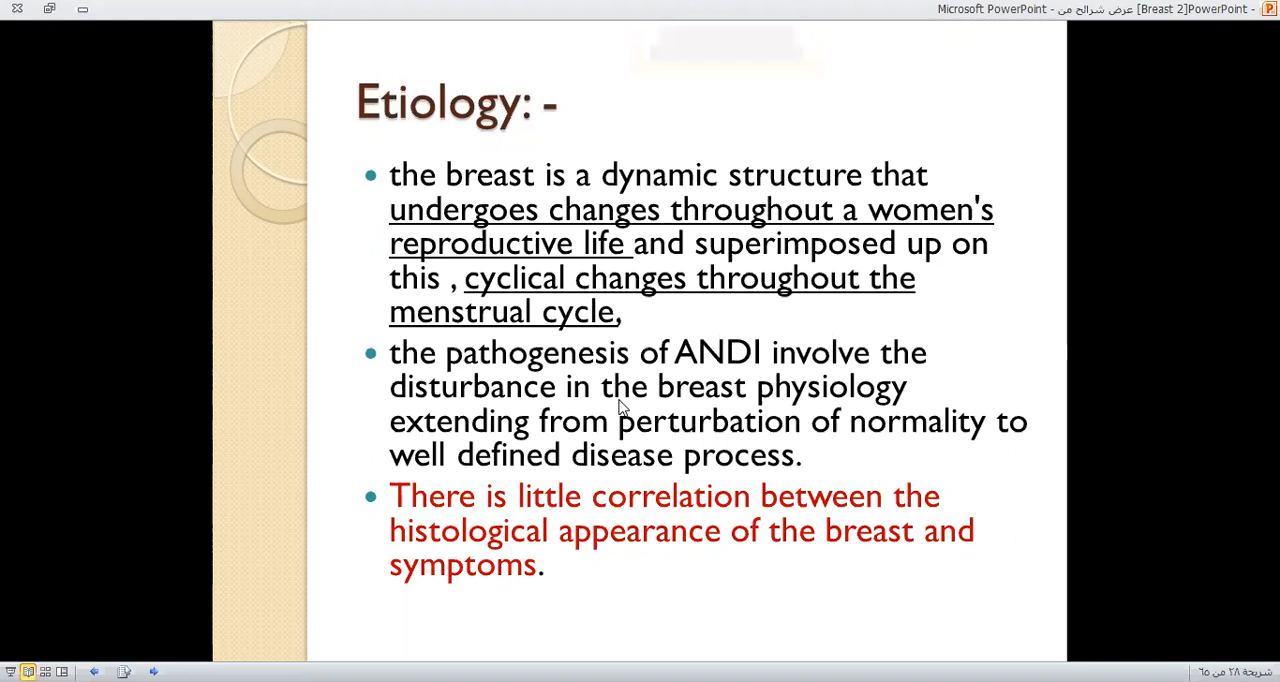 Microsoft PowerPoint - عرض شرائح من [Breast 2]PowerPoint -
Etiology: -
the breast is a dynamic structure that
undergoes changes throughout a women's
reproductive life and superimposed up on
this , cyclical changes throughout the
menstrual cycle,
the pathogenesis of ANDI involve the
disturbance in the breast physiology
extending from perturbation of normality to
well defined disease process.
There is little correlation between the
histological appearance of the breast and
symptoms.
شريحة ٢٨ من ٦٥